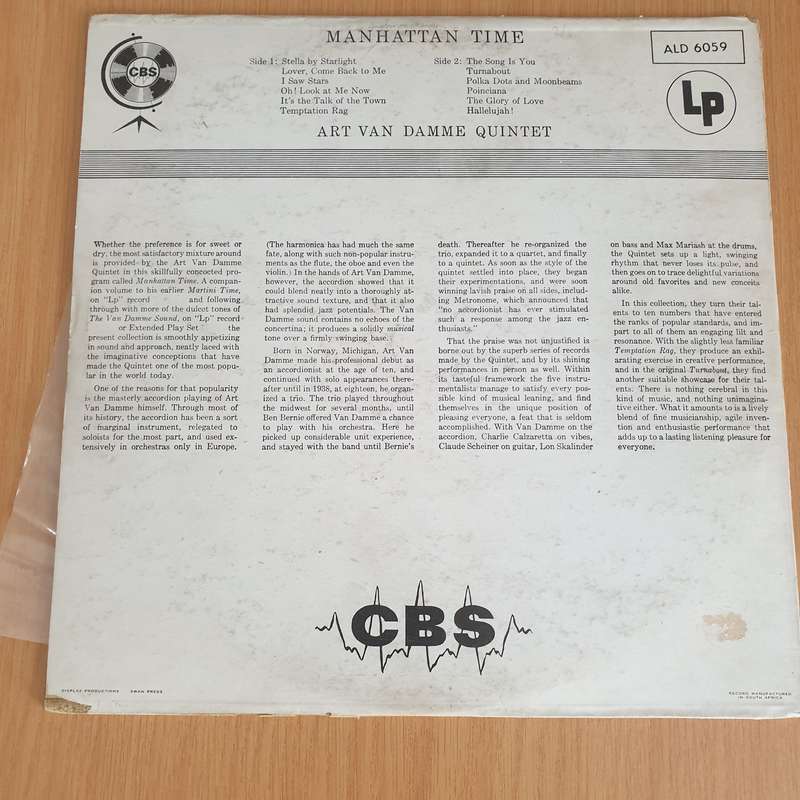 MANHATTAN TIME
ALD 6059
CBS
Lp
Side 1: Stella by Starlight
Lover, Come Back to Me
I Saw Stars
Oh! Look at Me Now
It's the Talk of the Town
Temptation Rag
Side 2: The Song Is You
Turnabout
Polka Dots and Moonbeams
Poinciana
The Glory of Love
Hallelujah!
ART VAN DAMME QUINTET
Whether the preference is for sweet or
dry, the most satisfactory mixture around
is provided by the Art Van Damme
Quintet in this skillfully concocted pro-
gram called Manhattan Time. A compan-
ion volume to his earlier Martini Time,
on "Lp" record and following
through with more of the dulcet tones of
The Van Damme Sound, on "Lp" record
or Extended Play Set the
present collection is smoothly appetizing
in sound and approach, neatly laced with
the imaginative conceptions that have
made the Quintet one of the most popu-
lar in the world today.
One of the reasons for that popularity
is the masterly accordion playing of Art
Van Damme himself. Through most of
its history, the accordion has been a sort
of marginal instrument, relegated to
soloists for the most part, and used ex-
tensively in orchestras only in Europe.
(The harmonica has had much the same
fate, along with such non-popular instru-
ments as the flute, the oboe and even the
violin.) In the hands of Art Van Damme,
however, the accordion showed that it
could blend neatly into a thoroughly at-
tractive sound texture, and that it also
had splendid jazz potentials. The Van
Damme sound contains no echoes of the
concertina; it produces a solidly musical
tone over a firmly swinging base.
Born in Norway, Michigan, Art Van
Damme made his professional debut as
an accordionist at the age of ten, and
continued with solo appearances there-
after until 1938, at eighteen, he organ-
ized a trio. The trio played throughout
the midwest for several months, until
Ben Bernie offered Van Damme a chance
to play with his orchestra. Here he
picked up considerable unit experience,
and stayed with the band until Bernie's
death. Thereafter he re-organized the
trio, expanded it to a quartet, and finally
to a quintet. As soon as the style of the
quintet settled into place, they began
their experimentations, and were soon
winning lavish praise on all sides, includ-
ing Metronome, which announced that
"no accordionist has ever stimulated
such a response among the jazz en-
thusiasts."
That the praise was not unjustified is
borne out by the superb series of records
made by the Quintet, and by its shining
performances in person as well. Within
its tasteful framework the five instru-
mentalists manage to satisfy every pos-
sible kind of musical leaning, and find
themselves in the unique position of
pleasing everyone, a feat that is seldom
accomplished. With Van Damme on the
accordion, Charlie Calzaretta on vibes,
Claude Scheiner on guitar, Lon Skalinder
on bass and Max Mariash at the drums,
the Quintet sets up a light, swinging
rhythm that never loses its pulse, and
then goes on to trace delightful variations
around old favorites and new conceits
alike.
In this collection, they turn their tal-
ents to ten numbers that have entered
the ranks of popular standards, and im-
part to all of them an engaging lilt and
resonance. With the slightly less familiar
Temptation Rag, they produce an exhil-
arating exercise in creative performance,
and in the original Turnabout, they find
another suitable showcase for their tal-
ents. There is nothing cerebral in this
kind of music, and nothing unimagina-
tive either. What it amounts to is a lively
blend of fine musicianship, agile inven-
tion and enthusiastic performance that
adds up to a lasting listening pleasure for
everyone.
CBS
DISPLAY PRODUCTIONS SWAN PRESS
RECORD MANUFACTURED
IN SOUTH AFRICA